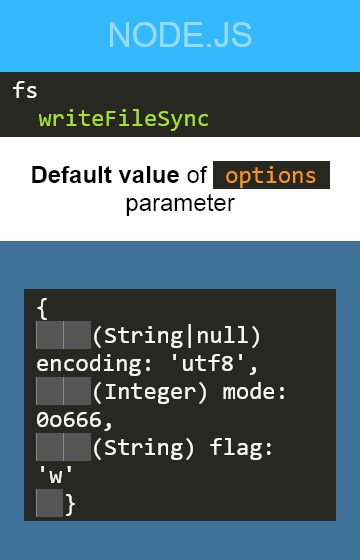 NODE.JS
fs
writeFileSync
Default value of options
parameter
{
(String|null)
encoding: 'utf8',
(Integer) mode:
0o666,
(String) flag:
'w'
}